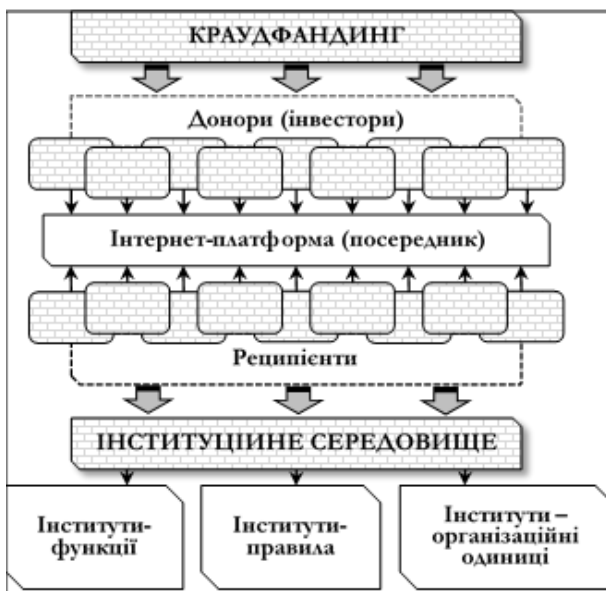 КРАУДФАНДИНГ
Донори (інвестори)
Інтернет-платформа (посередник)
Реципієнти
ІНСТИТУЦІЙНЕ СЕРЕДОВИЩЕ
Інститути-
функції
Інститути-
правила
Інститути –
організаційні
одиниці